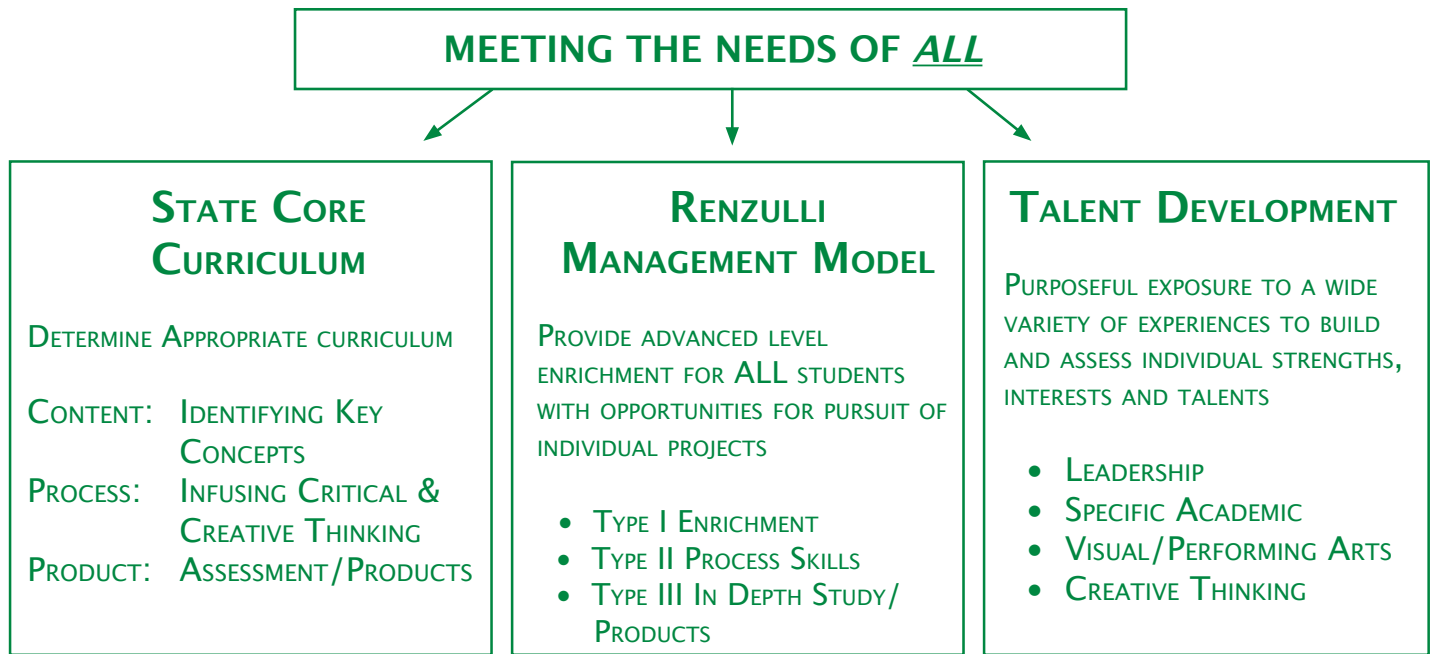 MEETING THE NEEDS OF ALL
STATE CORE
CURRICULUM
DETERMINE APPROPRIATE CURRICULUM
CONTENT: IDENTIFYING KEY
CONCEPTS
PROCESS: INFUSING CRITICAL &
CREATIVE THINKING
PRODUCT: ASSESSMENT/PRODUCTS
RENZULLI
MANAGEMENT MODEL
PROVIDE ADVANCED LEVEL
ENRICHMENT FOR ALL STUDENTS
WITH OPPORTUNITIES FOR PURSUIT OF
INDIVIDUAL PROJECTS
• TYPE I ENRICHMENT
• TYPE II PROCESS SKILLS
• TYPE III IN DEPTH STUDY/
PRODUCTS
TALENT DEVELOPMENT
PURPOSEFUL EXPOSURE TO A WIDE
VARIETY OF EXPERIENCES TO BUILD
AND ASSESS INDIVIDUAL STRENGTHS,
INTERESTS AND TALENTS
• LEADERSHIP
• SPECIFIC ACADEMIC
• VISUAL/PERFORMING ARTS
• CREATIVE THINKING